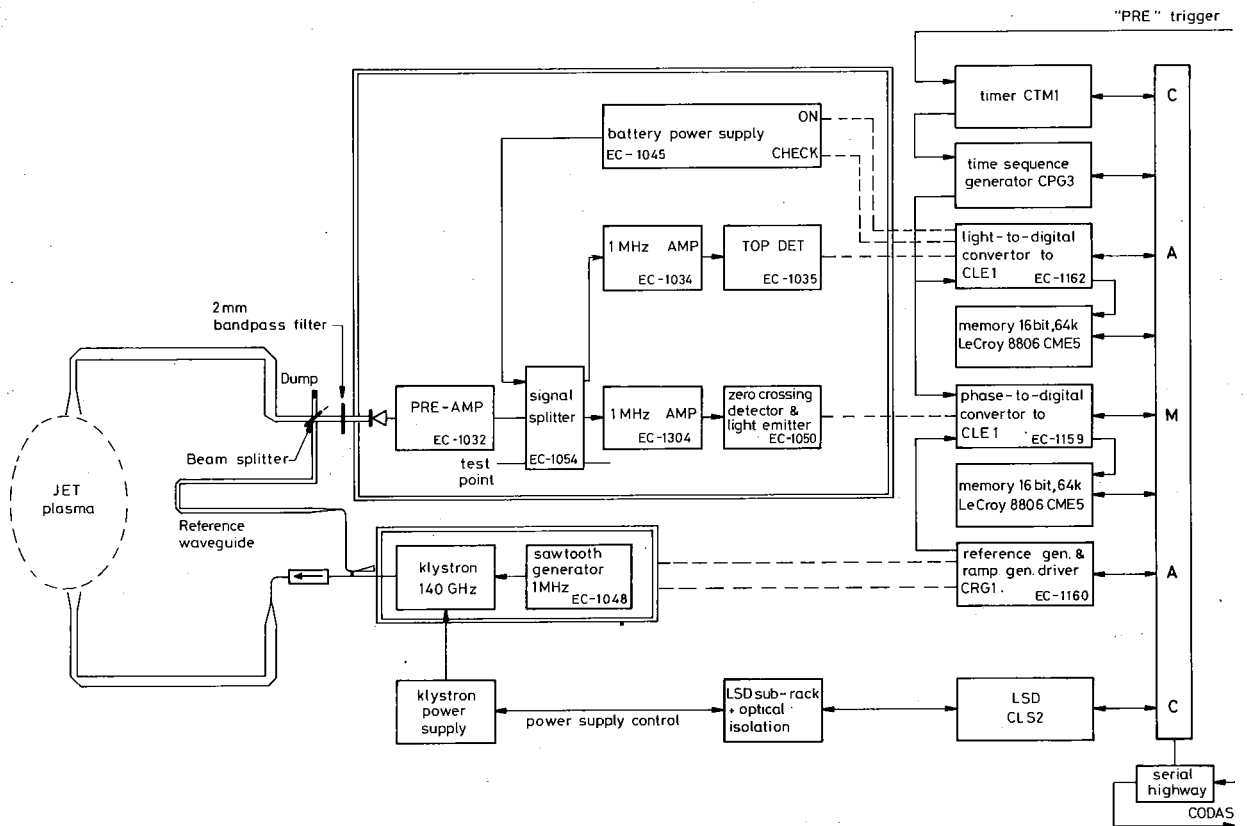 "PRE" trigger
timer CTM1
C
ON
battery power supply
EC-1045
CHECK
time sequence
generator CPG3
1 MHz AMP
EC-1034
TOP DET
EC-1035
light-to-digital
convertor to
CLE1
EC-1162
A
2mm
bandpass filter
memory 16bit,64k
LeCroy 8806 CME5
Dump
PRE-AMP
EC-1032
signal
splitter
EC-1054
1 MHz AMP
EC-1304
zero crossing
detector &
light emitter
EC-1050
phase-to-digital
convertor to
CLE1
EC-1159
M
Beam splitter
test
point
JET
plasma
memory 16bit,64k
LeCroy 8806 CME5
Reference
waveguide
klystron
140 GHz
sawtooth
generator
1MHz
EC-1048
reference gen. &
ramp. gen. driver
CRG1.
EC-1160
A
klystron
power
supply
power supply control
LSD sub-rack
+ optical
isolation
LSD
CLS2
C
serial
highway
CODAS